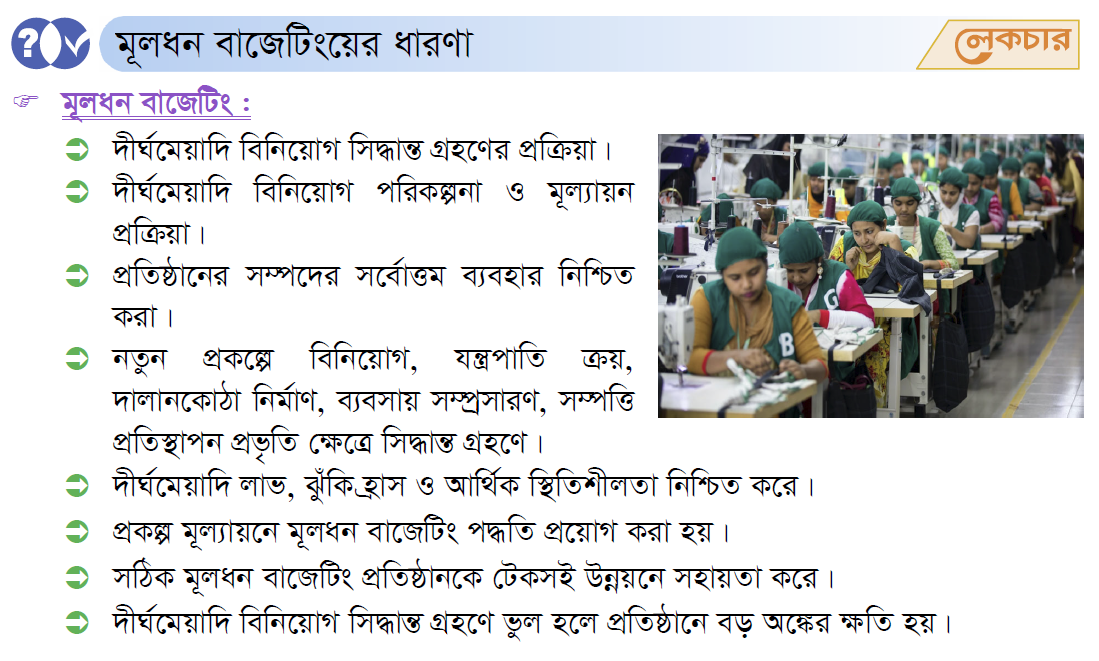 মূলধন বাজেটিংয়ের ধারণা
লেকচার
মূলধন বাজেটিং :
দীর্ঘমেয়াদি বিনিয়োগ সিদ্ধান্ত গ্রহণের প্রক্রিয়া।
দীর্ঘমেয়াদি বিনিয়োগ পরিকল্পনা ও মূল্যায়ন
প্রক্রিয়া।
প্রতিষ্ঠানের সম্পদের সর্বোত্তম ব্যবহার নিশ্চিত
করা।
নতুন প্রকল্পে বিনিয়োগ, যন্ত্রপাতি ক্রয়,
দালানকোঠা নির্মাণ, ব্যবসায় সম্প্রসারণ, সম্পত্তি
প্রতিস্থাপন প্রভৃতি ক্ষেত্রে সিদ্ধান্ত গ্রহণে।
দীর্ঘমেয়াদি লাভ, ঝুঁকি হ্রাস ও আর্থিক স্থিতিশীলতা নিশ্চিত করে।
প্রকল্প মূল্যায়নে মূলধন বাজেটিং পদ্ধতি প্রয়োগ করা হয়।
সঠিক মূলধন বাজেটিং প্রতিষ্ঠানকে টেকসই উন্নয়নে সহায়তা করে।
দীর্ঘমেয়াদি বিনিয়োগ সিদ্ধান্ত গ্রহণে ভুল হলে প্রতিষ্ঠানে বড় অঙ্কের ক্ষতি হয়।
G
B